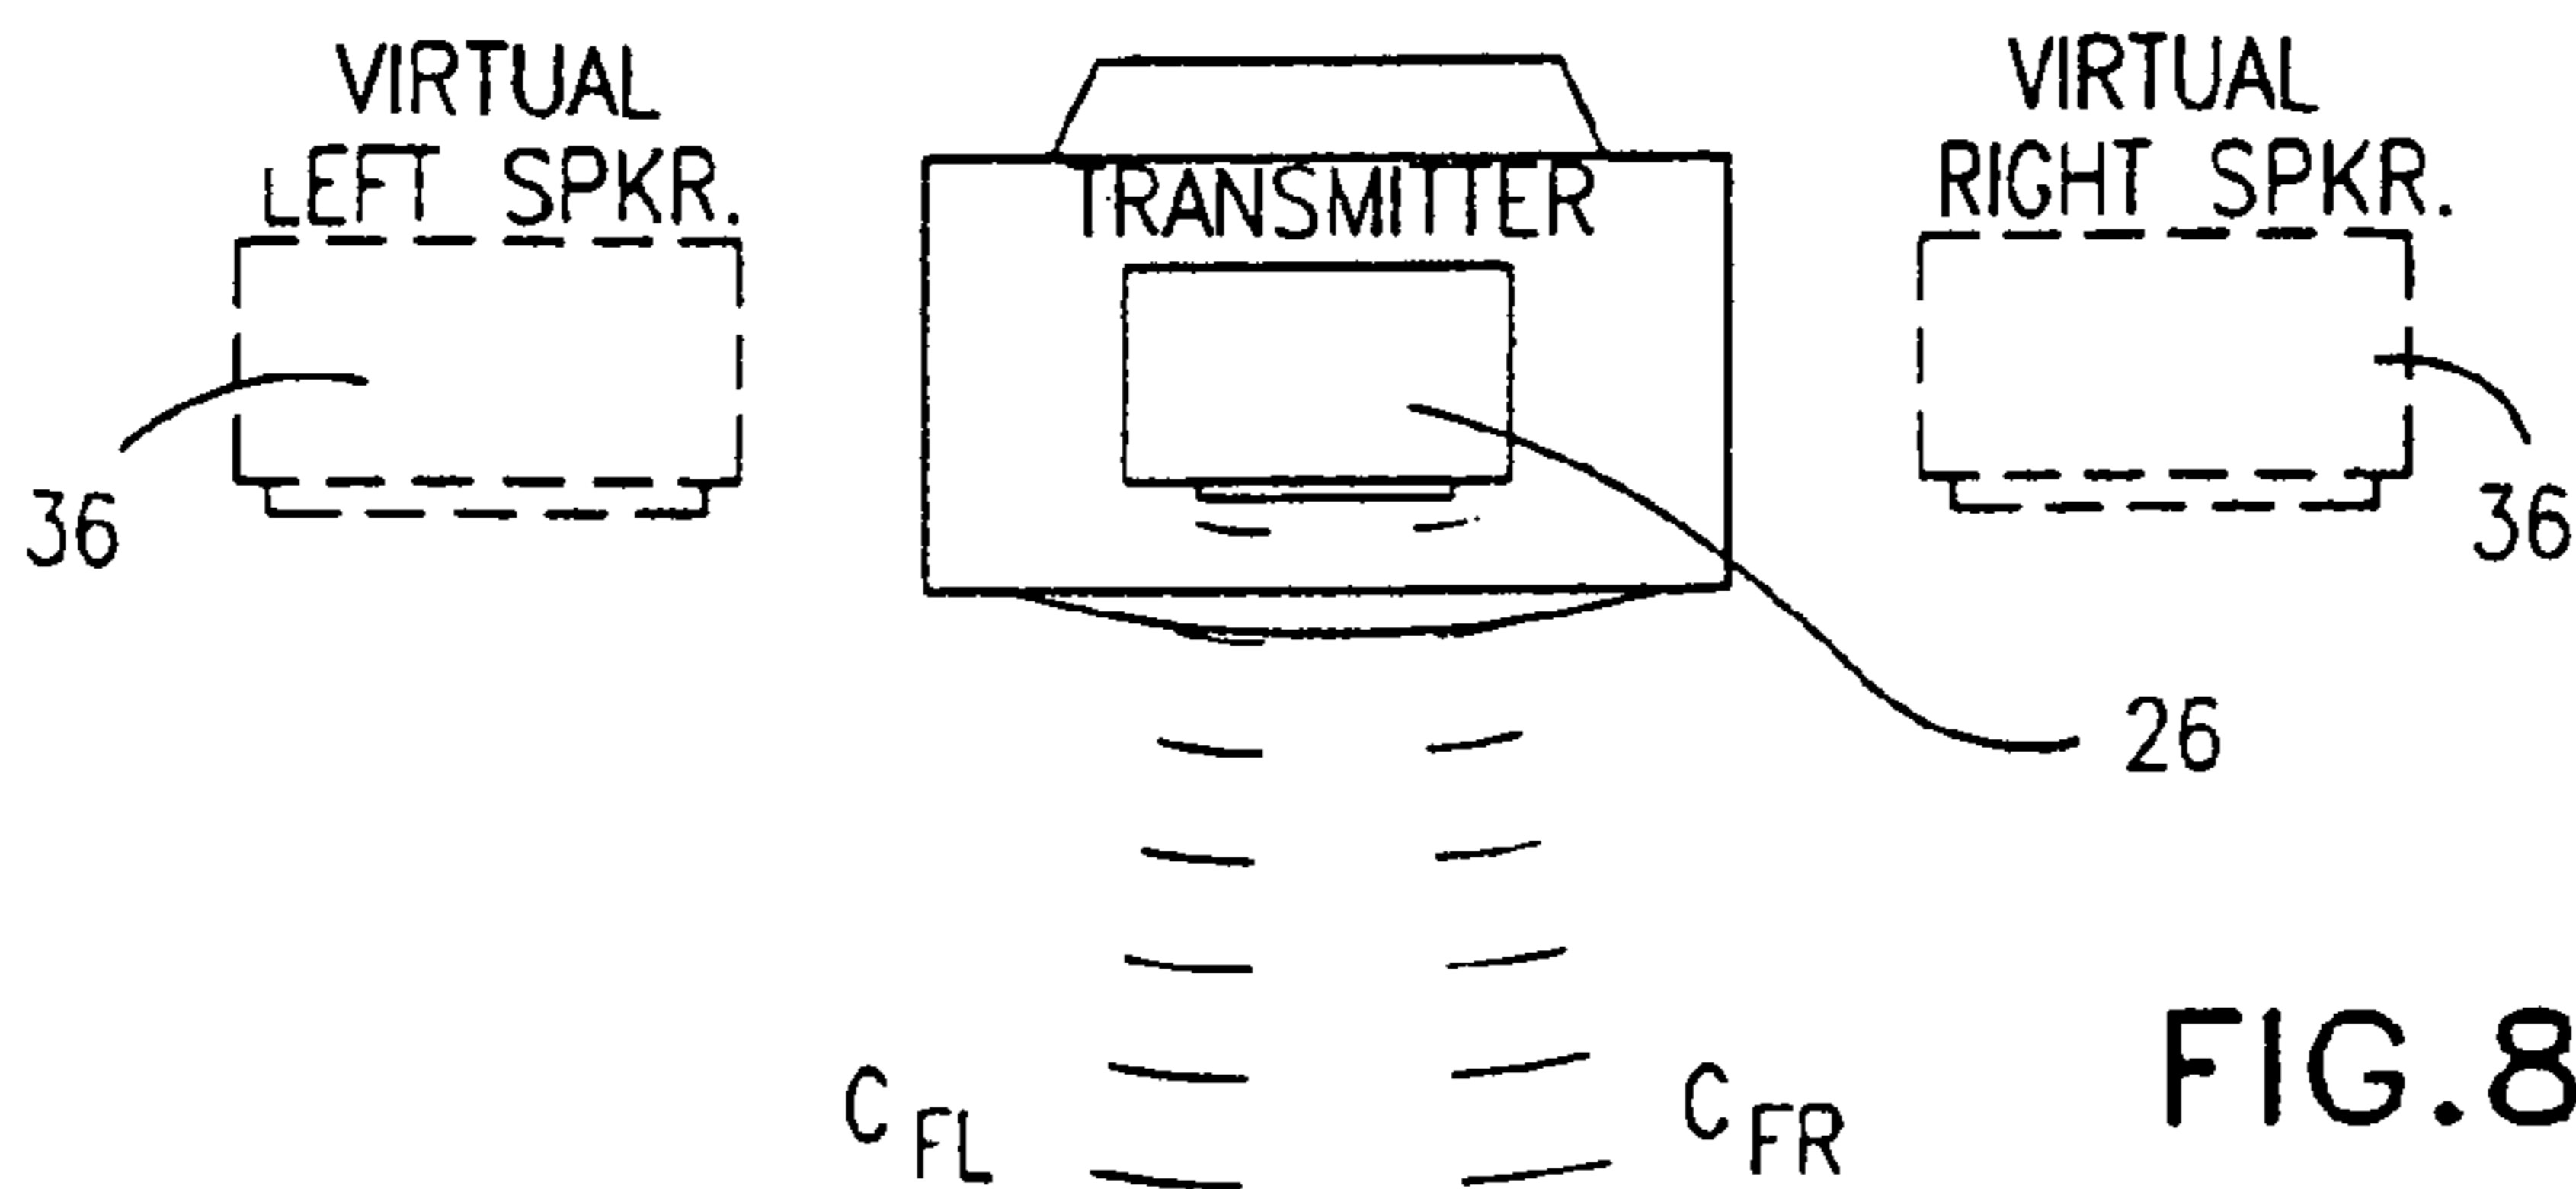 VIRTUAL
LEFT SPKR.
TRANSMITTER
VIRTUAL
RIGHT SPKR.
36
36
26
C FL
C FR
FIG.8